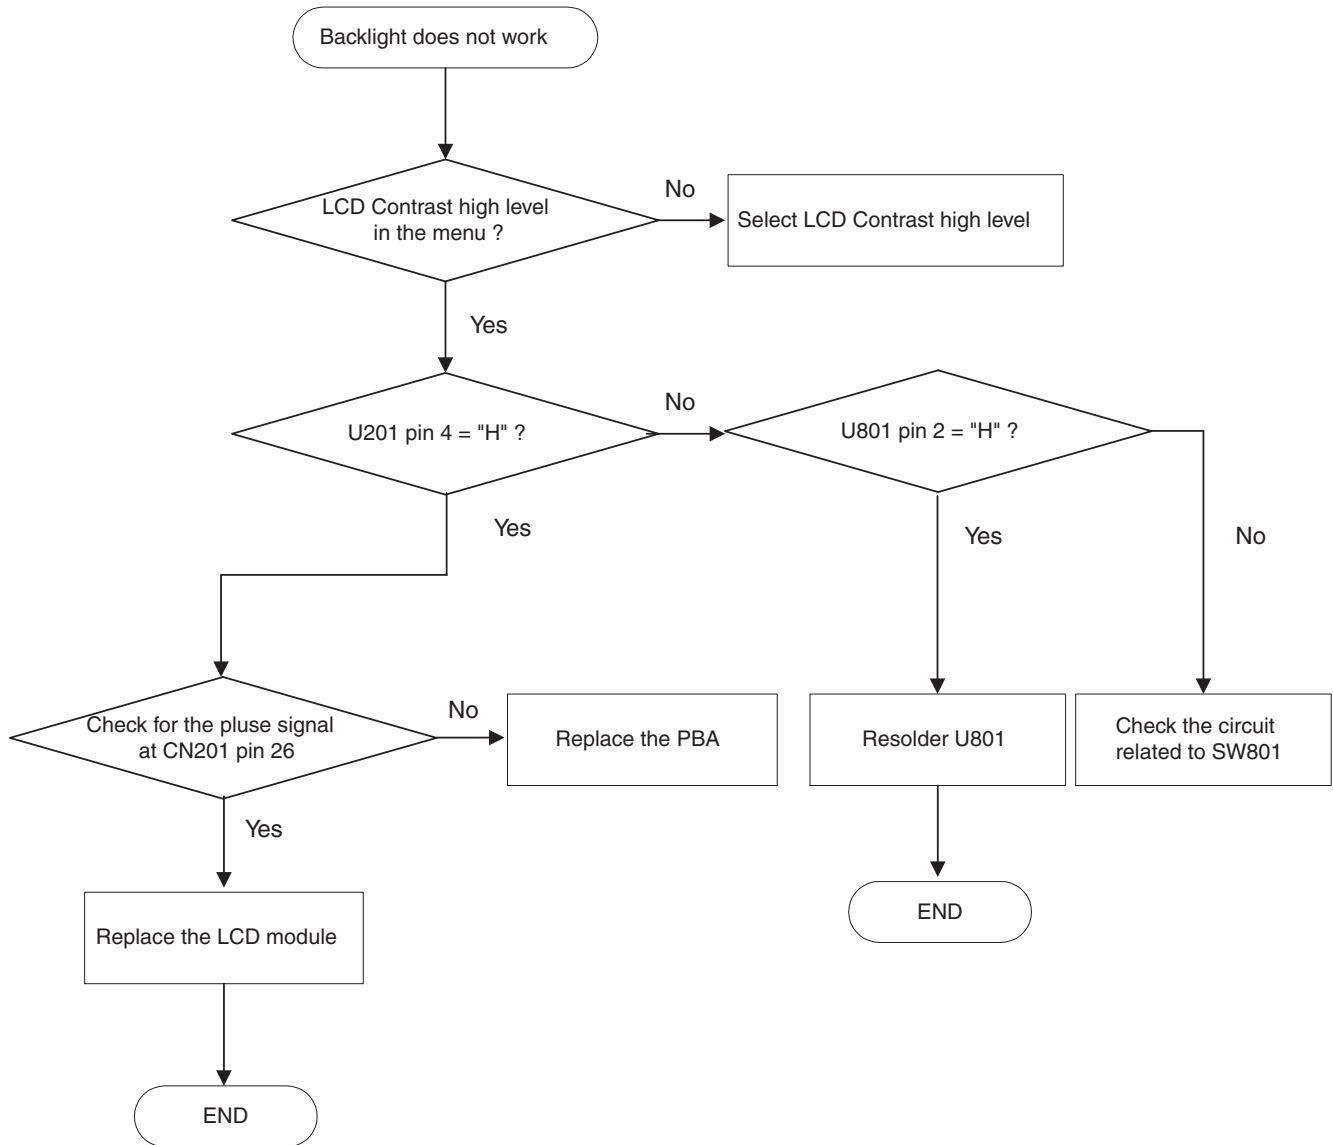 Backlight does not work
LCD Contrast high level
in the menu ?
No
Select LCD Contrast high level
Yes
U201 pin 4 = "H" ?
No
U801 pin 2 = "H" ?
Yes
Yes
No
Check for the pluse signal
at CN201 pin 26
No
Replace the PBA
Resolder U801
Check the circuit
related to SW801
Yes
Replace the LCD module
END
END